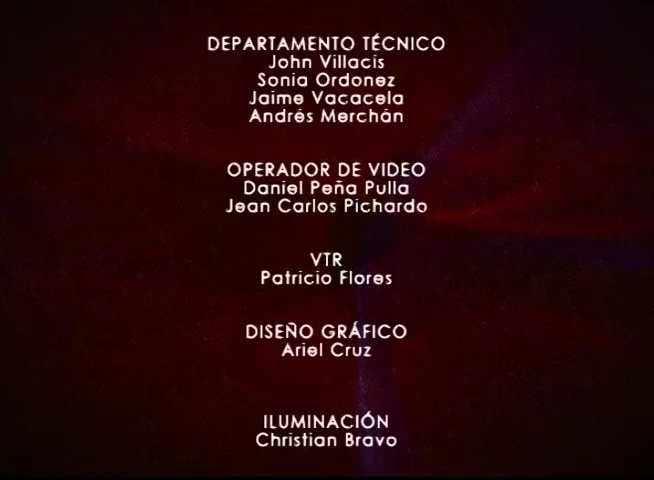 DEPARTAMENTO TÉCNICO
John Villacis
Sonia Ordonez
Jaime Vacacela
Andrés Merchán
OPERADOR DE VIDEO
Daniel Peña Pulla
Jean Carlos Pichardo
VTR
Patricio Flores
DISEÑO GRÁFICO
Ariel Cruz
ILUMINACIÓN
Christian Bravo